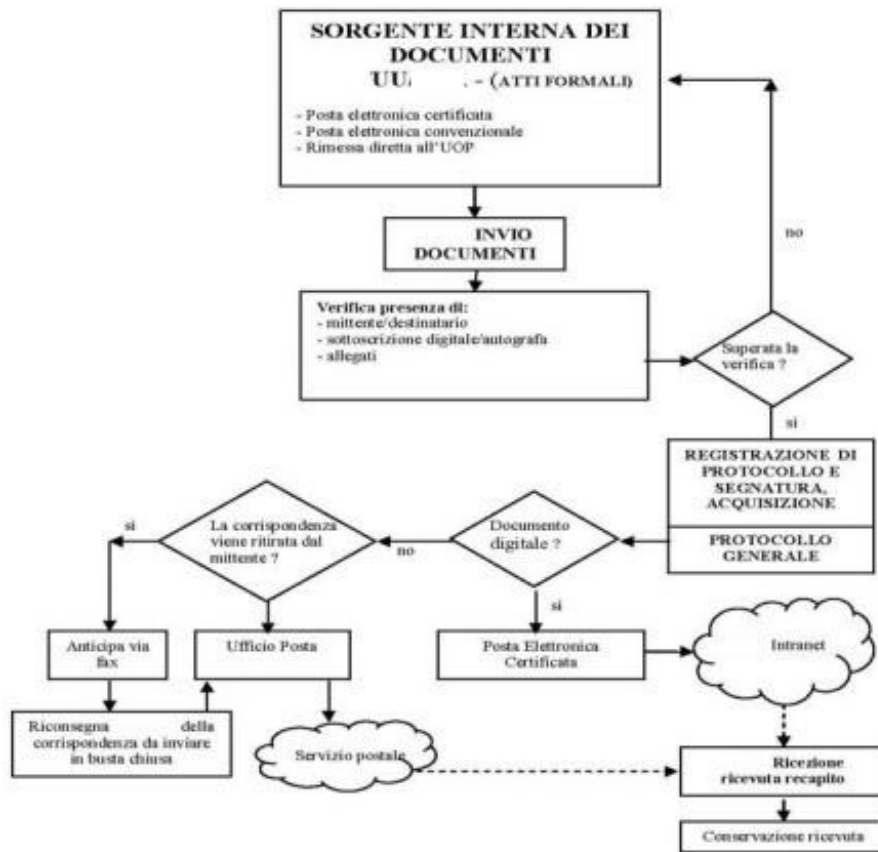 SORGENTE INTERNA DEI
DOCUMENTI
UU. - (ATTI FORMALI)
- Posta elettronica certificata
- Posta elettronica convenzionale
- Rimessa diretta all'UOP
INVIO
DOCUMENTI
no
Verifica presenza di:
- mittente/destinatario
- sottoscrizione digitale/autografa
- allegati
Superata la
verifica ?
si
REGISTRAZIONE DI
PROTOCOLLO E
SEGNATURA,
ACQUISIZIONE
PROTOCOLLO
GENERALE
Documento
digitale ?
no
si
La corrispondenza
viene ritirata dal
mittente ?
si
Anticipa via
fax
Ufficio Posta
Posta Elettronica
Certificata
Intranet
Riconsegna della
corrispondenza da inviare
in busta chiusa
Servizio postale
Ricezione
ricevuta recapito
Conservazione ricevuta